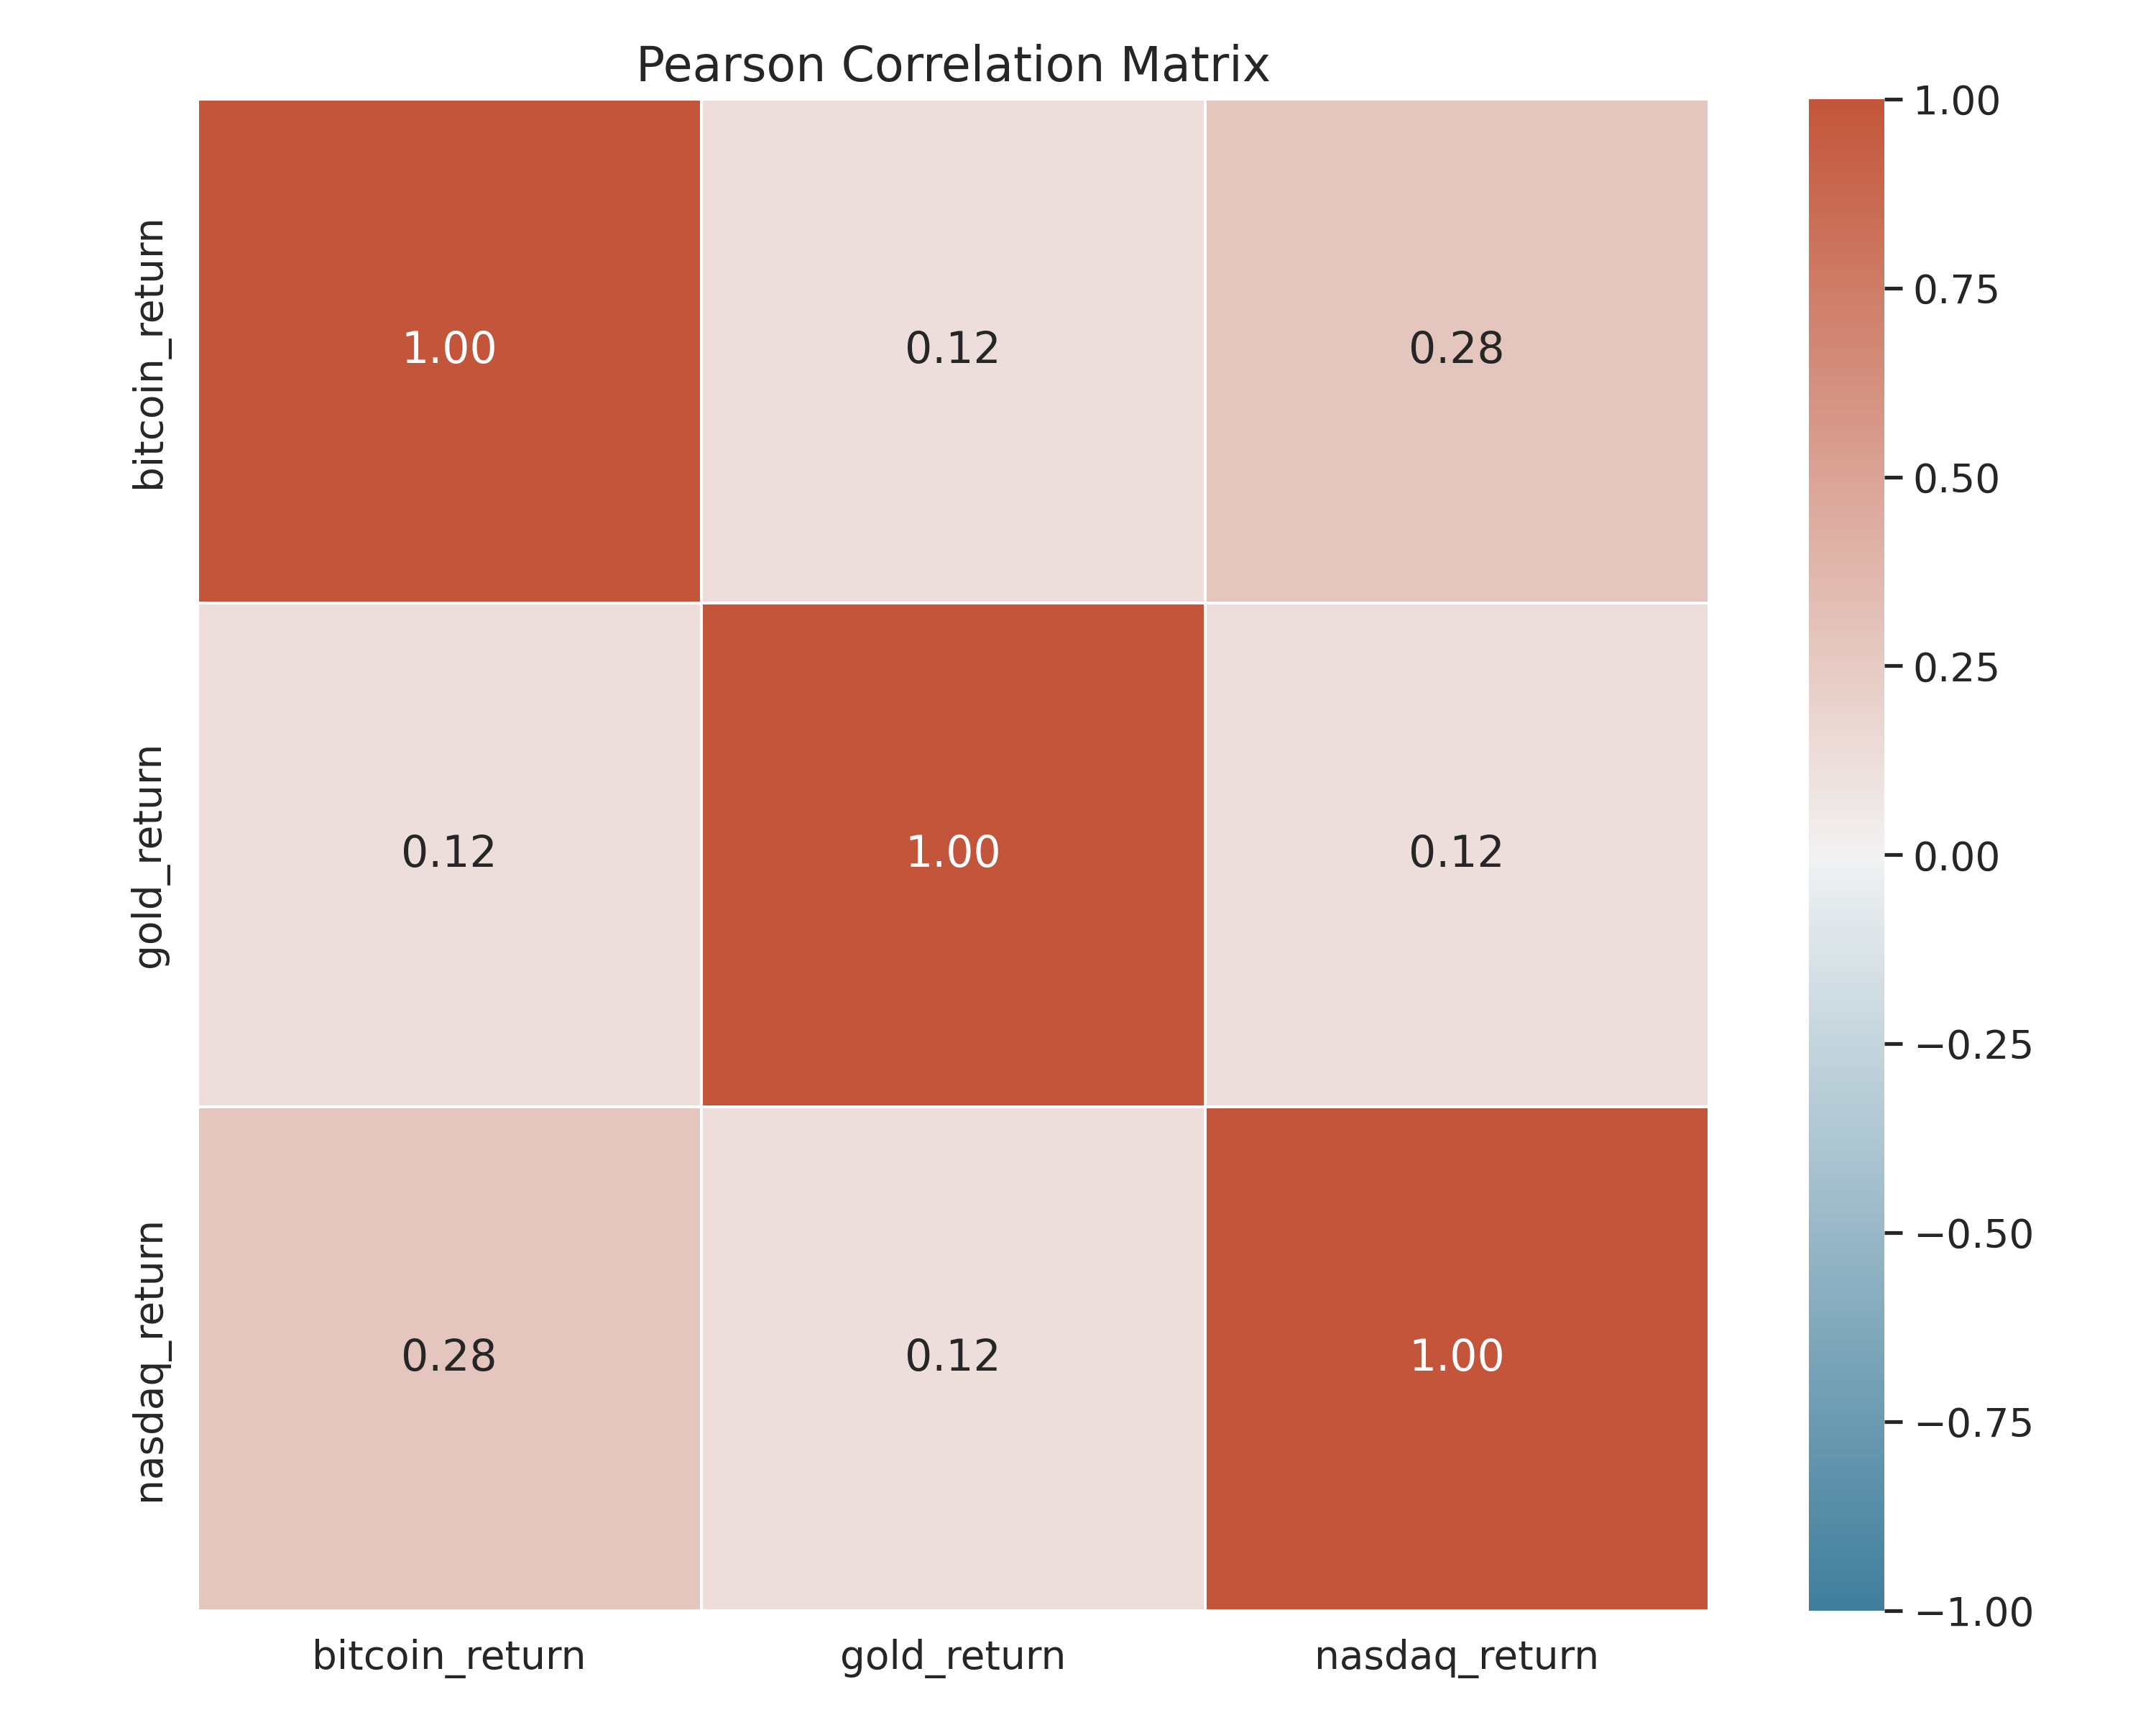 Pearson Correlation Matrix
bitcoin_return
1.00
0.12
0.28
gold_return
0.12
1.00
0.12
nasdaq_return
0.28
0.12
1.00
bitcoin_return
gold_return
nasdaq_return
1.00
0.75
0.50
0.25
0.00
−0.25
−0.50
−0.75
−1.00